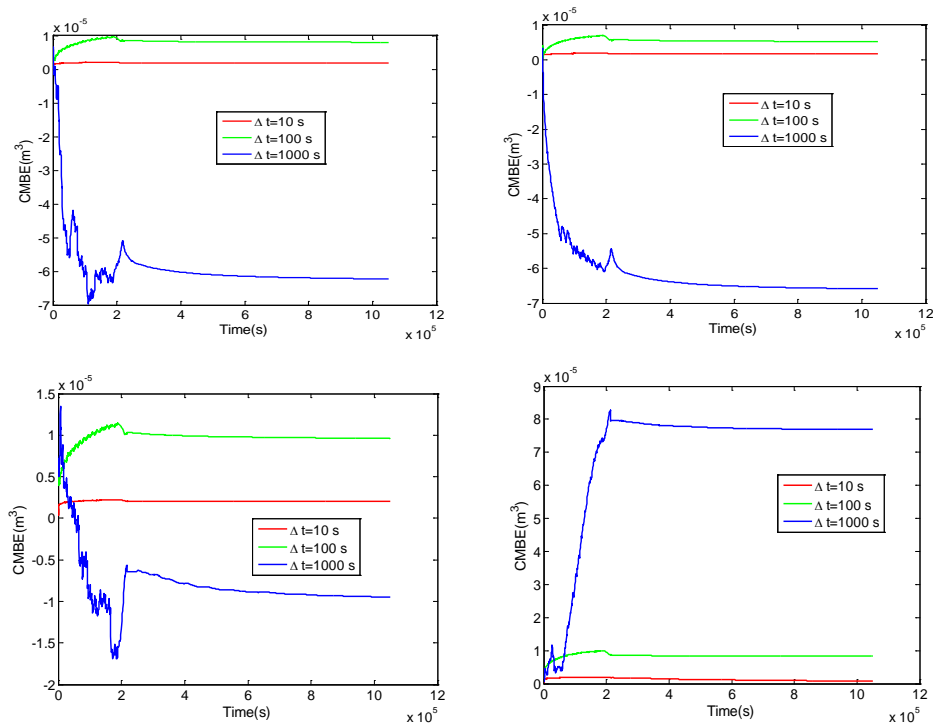 x 10⁻⁵
1
0
-1
-2
-3
-4
-5
-6
-7
CMBE(m³)
Δ t=10 s
Δ t=100 s
Δ t=1000 s
0 2 4 6 8 10 12
Time(s)
x 10⁵
x 10⁻⁵
1
0
-1
-2
-3
-4
-5
-6
-7
CMBE(m³)
Δ t=10 s
Δ t=100 s
Δ t=1000 s
0 2 4 6 8 10 12
Time(s)
x 10⁵
x 10⁻⁵
1.5
1
0.5
0
-0.5
-1
-1.5
-2
CMBE(m³)
Δ t=10 s
Δ t=100 s
Δ t=1000 s
0 2 4 6 8 10 12
Time(s)
x 10⁵
x 10⁻⁵
9
8
7
6
5
4
3
2
1
0
CMBE(m³)
Δ t=10 s
Δ t=100 s
Δ t=1000 s
0 2 4 6 8 10 12
Time(s)
x 10⁵